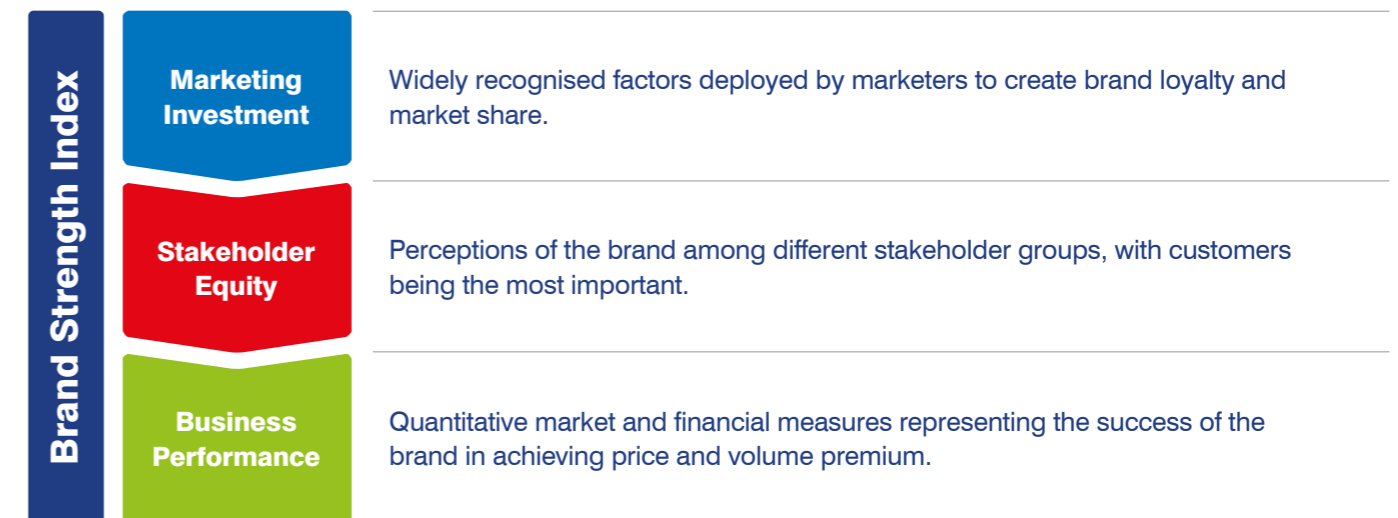 Brand Strength Index
Marketing
Investment
Widely recognised factors deployed by marketers to create brand loyalty and
market share.
Stakeholder
Equity
Perceptions of the brand among different stakeholder groups, with customers
being the most important.
Business
Performance
Quantitative market and financial measures representing the success of the
brand in achieving price and volume premium.